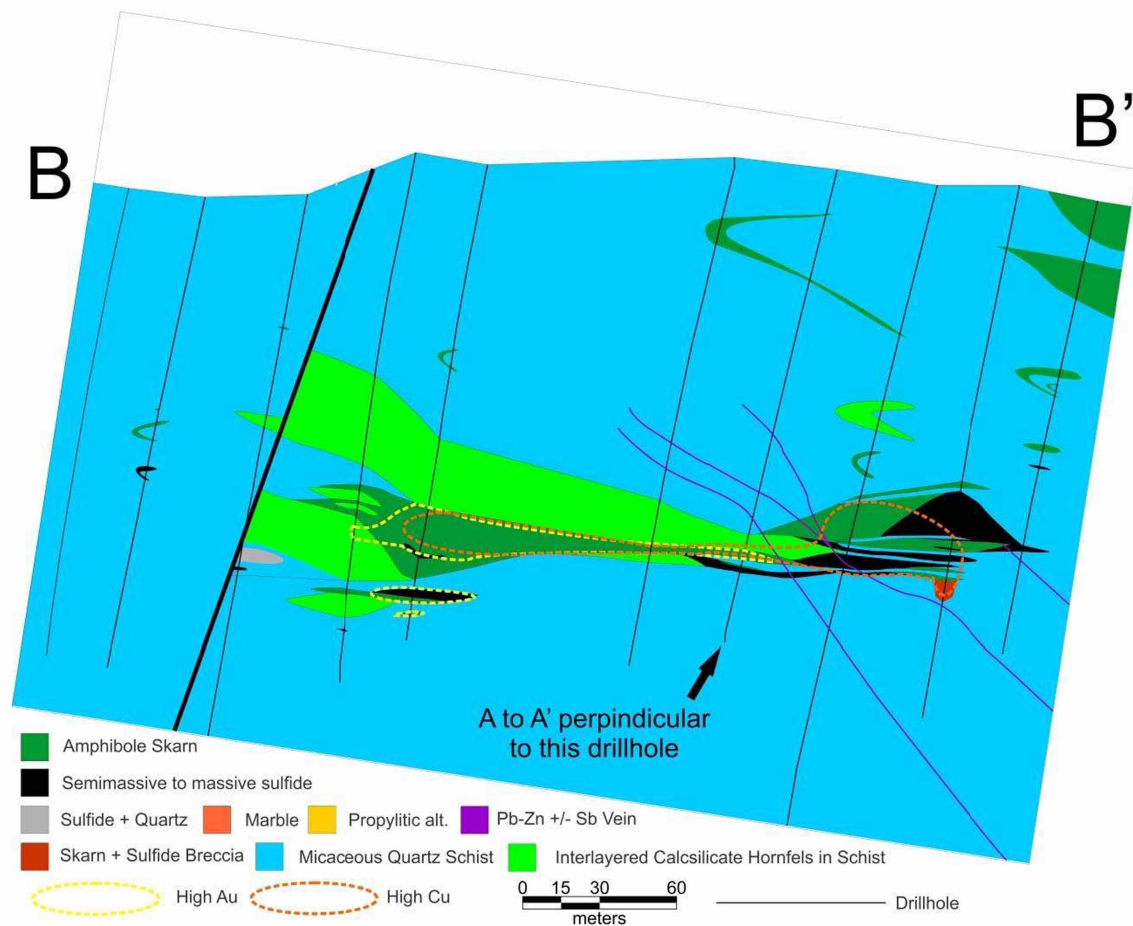 B
B’
A to A’ perpindicular
to this drillhole
Amphibole Skarn
Semimassive to massive sulfide
Sulfide + Quartz
Marble
Propylitic alt.
Pb-Zn +/- Sb Vein
Skarn + Sulfide Breccia
Micaceous Quartz Schist
Interlayered Calcsilicate Hornfels in Schist
High Au
High Cu
0 15 30 60
meters
Drillhole